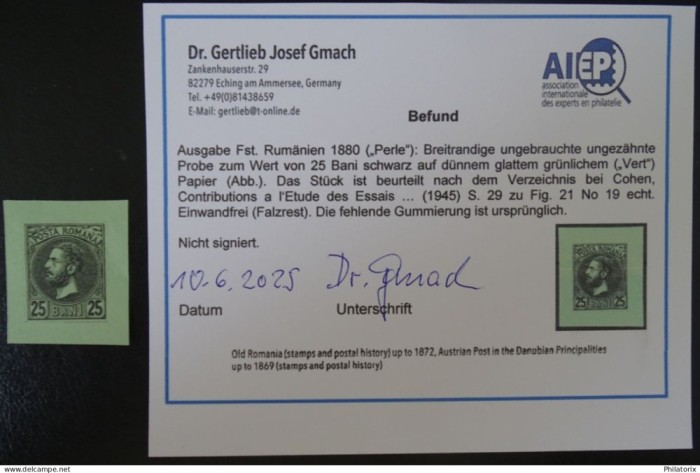 Dr. Gertlieb Josef Gmach
Zankenhauserstr. 29
82279 Eching am Ammersee, Germany
Tel. +49(0)81438659
E-Mail: gertlieb@t-online.de
AIEP
association
internationale
des experts en philatelie
Befund
Ausgabe Fst. Rumänien 1880 („Perle"): Breitrandige ungebrauchte ungezähnte
Probe zum Wert von 25 Bani schwarz auf dünnem glattem grünlichem („Vert")
Papier (Abb.). Das Stück ist beurteilt nach dem Verzeichnis bei Cohen,
Contributions a l'Etude des Essais ... (1945) S. 29 zu Fig. 21 No 19 echt.
Einwandfrei (Falzrest). Die fehlende Gummierung ist ursprünglich.
Nicht signiert.
10.6.2025 Dr. Gmach
Datum Unterschrift
Old Romania (stamps and postal history) up to 1872, Austrian Post in the Danubian Principalities
up to 1869 (stamps and postal history)
POSTA ROMANA
25 BANI 25
POSTA ROMANA
25 BANI 25
Published: Philatorix